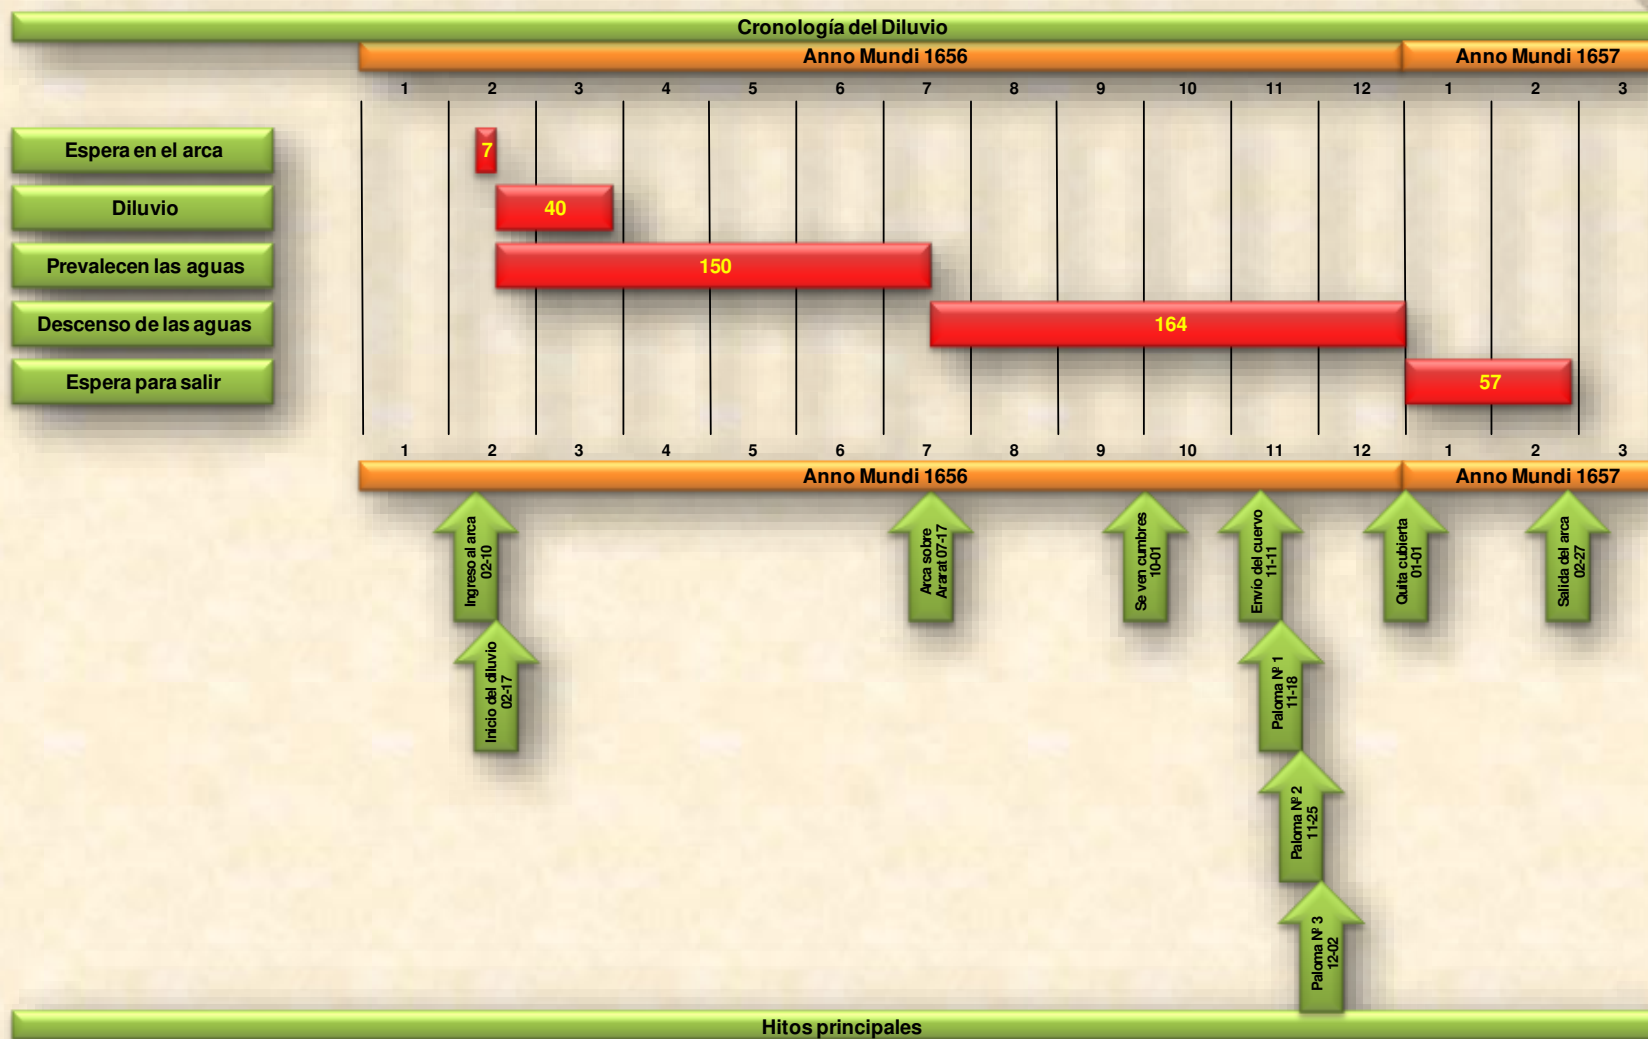 Cronología del Diluvio
Anno Mundi 1656
Anno Mundi 1657
1 2 3 4 5 6 7 8 9 10 11 12 1 2 3
Espera en el arca
7
Diluvio
40
Prevalecen las aguas
150
Descenso de las aguas
164
Espera para salir
57
1 2 3 4 5 6 7 8 9 10 11 12 1 2 3
Anno Mundi 1656
Anno Mundi 1657
Ingreso al arca
02-10
Arca sobre
Ararat 07-17
Se ven cumbres
10-01
Envío del cuervo
11-11
Quita cubierta
01-01
Salida del arca
02-27
Inicio del diluvio
02-17
Paloma Nº 1
11-18
Paloma Nº 2
11-25
Paloma Nº 3
12-02
Hitos principales